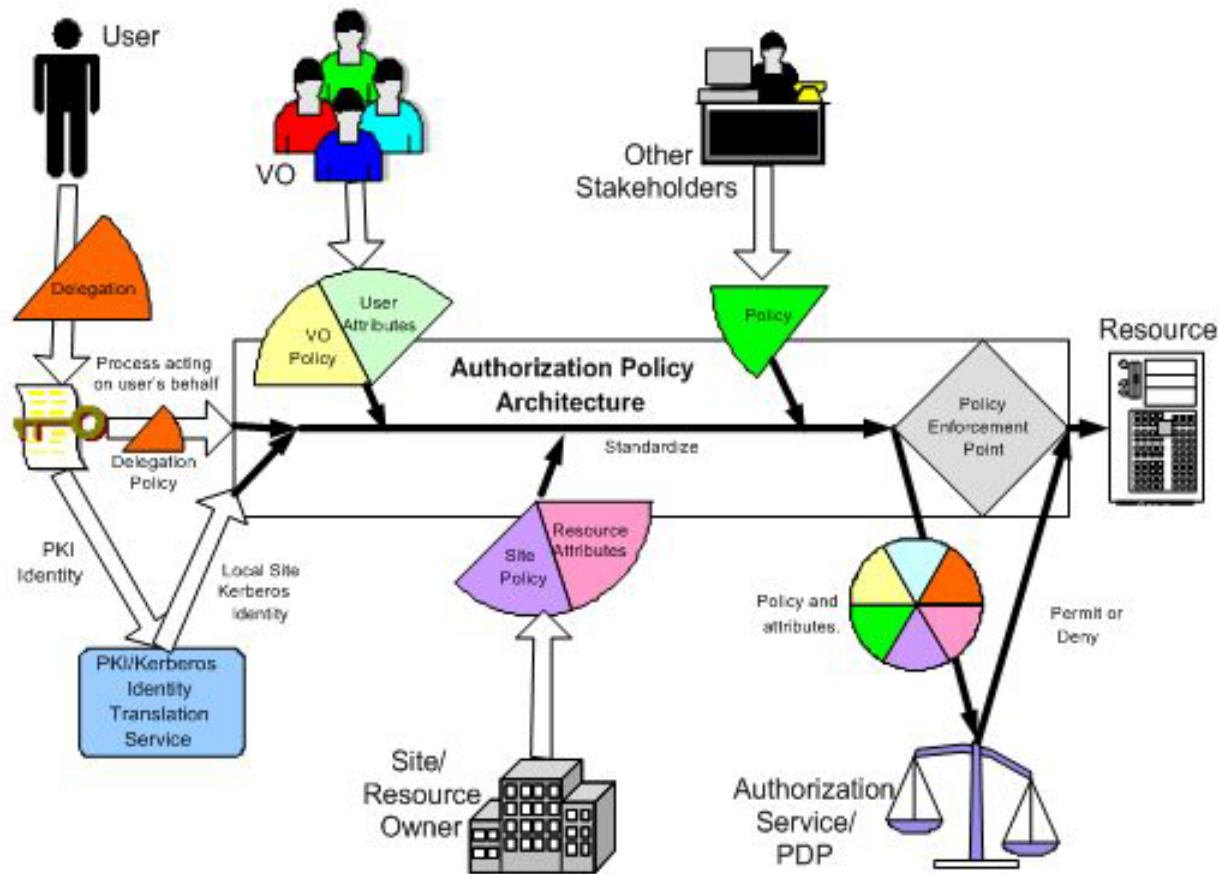 User
VO
Other
Stakeholders
Delegation
User
Attributes
VO
Policy
Policy
Resource
Process acting
on user's behalf
Authorization Policy
Architecture
Policy
Enforcement
Point
Standardize
Delegation
Policy
PKI
Identity
Local Site
Kerberos
Identity
Site
Policy
Resource
Attributes
Policy and
attributes.
Permit or
Deny
PKI/Kerberos
Identity
Translation
Service
Site/
Resource
Owner
Authorization
Service/
PDP